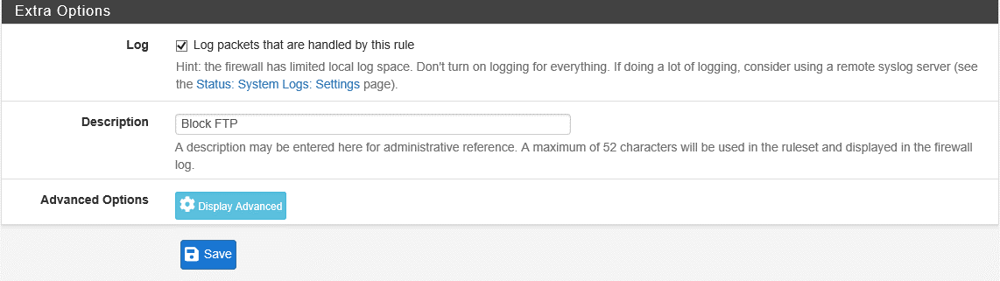 Extra Options
Log
Log packets that are handled by this rule
Hint: the firewall has limited local log space. Don't turn on logging for everything. If doing a lot of logging, consider using a remote syslog server (see
the Status: System Logs: Settings page).
Description
Block FTP
A description may be entered here for administrative reference. A maximum of 52 characters will be used in the ruleset and displayed in the firewall
log.
Advanced Options
Display Advanced
Save